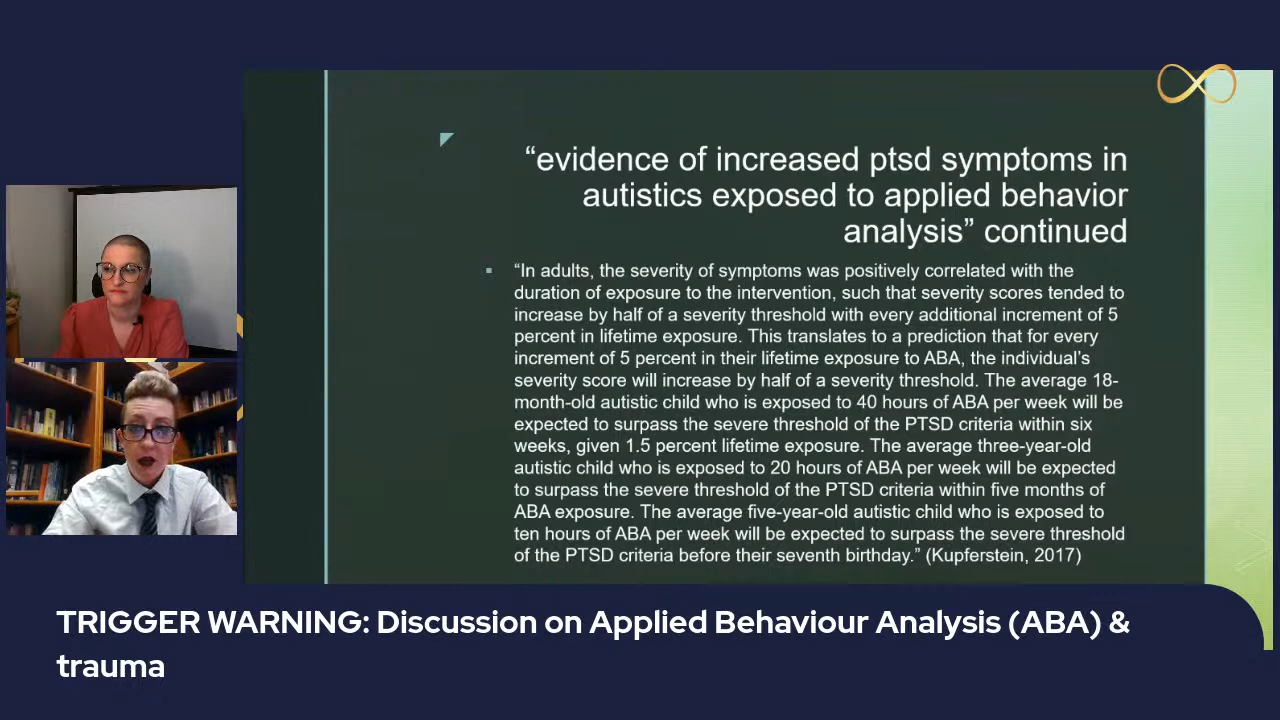 “evidence of increased ptsd symptoms in
autistics exposed to applied behavior
analysis” continued
“In adults, the severity of symptoms was positively correlated with the
duration of exposure to the intervention, such that severity scores tended to
increase by half of a severity threshold with every additional increment of 5
percent in lifetime exposure. This translates to a prediction that for every
increment of 5 percent in their lifetime exposure to ABA, the individual’s
severity score will increase by half of a severity threshold. The average 18-
month-old autistic child who is exposed to 40 hours of ABA per week will be
expected to surpass the severe threshold of the PTSD criteria within six
weeks, given 1.5 percent lifetime exposure. The average three-year-old
autistic child who is exposed to 20 hours of ABA per week will be expected
to surpass the severe threshold of the PTSD criteria within five months of
ABA exposure. The average five-year-old autistic child who is exposed to
ten hours of ABA per week will be expected to surpass the severe threshold
of the PTSD criteria before their seventh birthday.” (Kupferstein, 2017)
TRIGGER WARNING: Discussion on Applied Behaviour Analysis (ABA) &
trauma